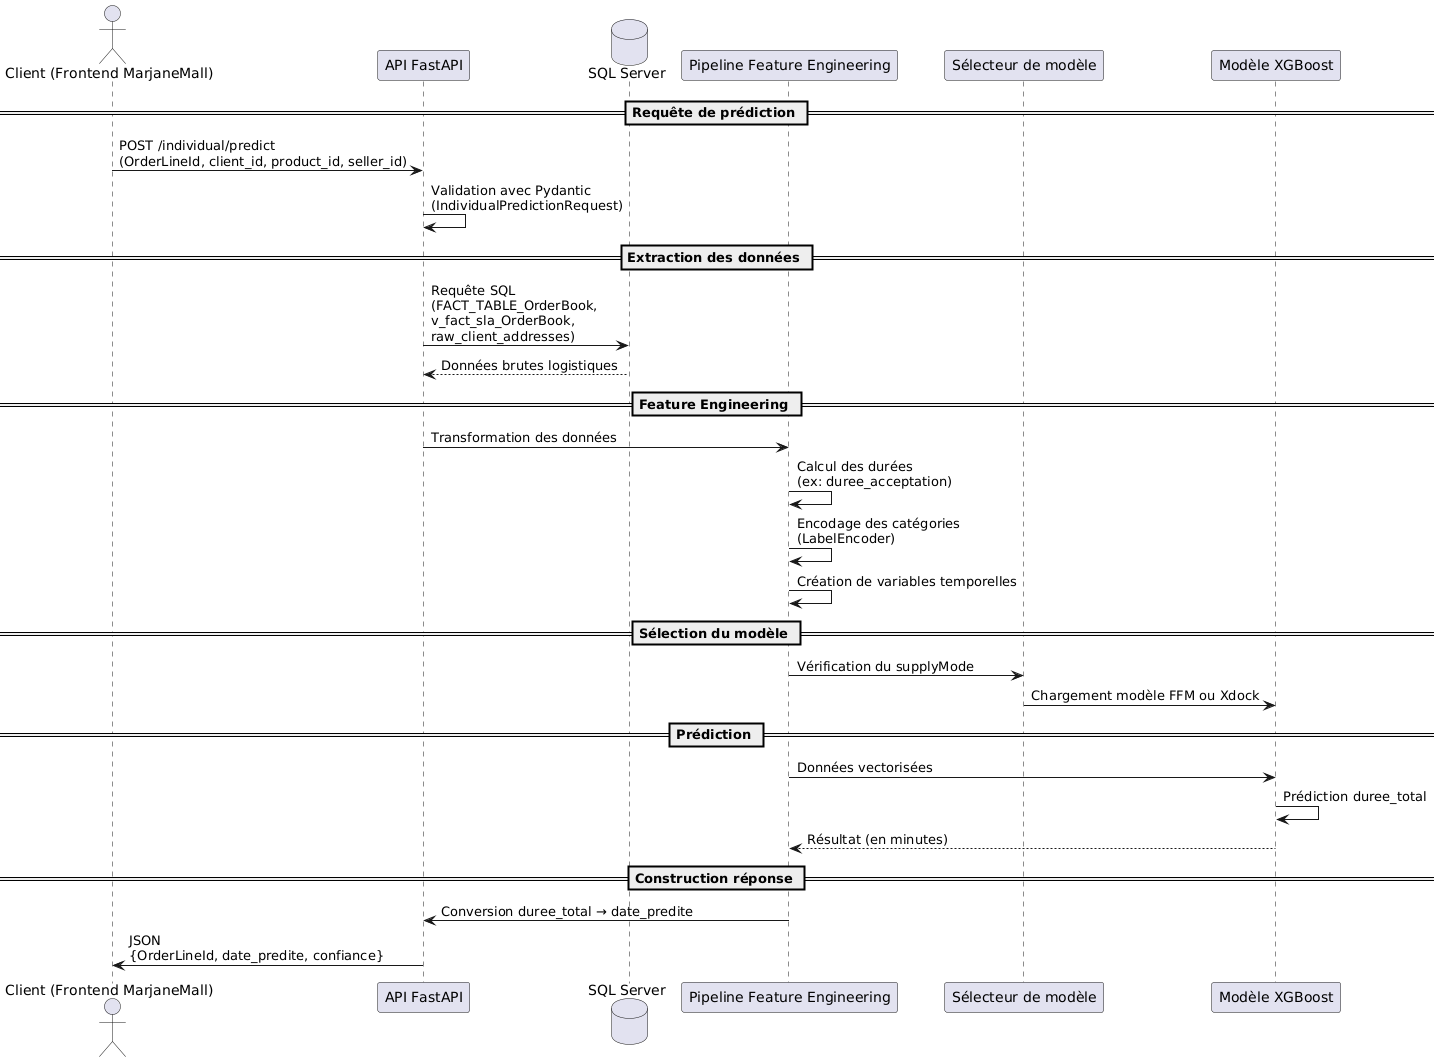 Client (Frontend MarjaneMall)
API FastAPI
SQL Server
Pipeline Feature Engineering
Sélecteur de modèle
Modèle XGBoost
Requête de prédiction
POST /individual/predict
(OrderLineId, client_id, product_id, seller_id)
Validation avec Pydantic
(IndividualPredictionRequest)
Extraction des données
Requête SQL
(FACT_TABLE_OrderBook,
v_fact_sla_OrderBook,
raw_client_addresses)
Données brutes logistiques
Feature Engineering
Transformation des données
Calcul des durées
(ex: duree_acceptation)
Encodage des catégories
(LabelEncoder)
Création de variables temporelles
Sélection du modèle
Vérification du supplyMode
Chargement modèle FFM ou Xdock
Prédiction
Données vectorisées
Prédiction duree_total
Résultat (en minutes)
Construction réponse
Conversion duree_total → date_predite
JSON
{OrderLineId, date_predite, confiance}
Client (Frontend MarjaneMall)
API FastAPI
SQL Server
Pipeline Feature Engineering
Sélecteur de modèle
Modèle XGBoost